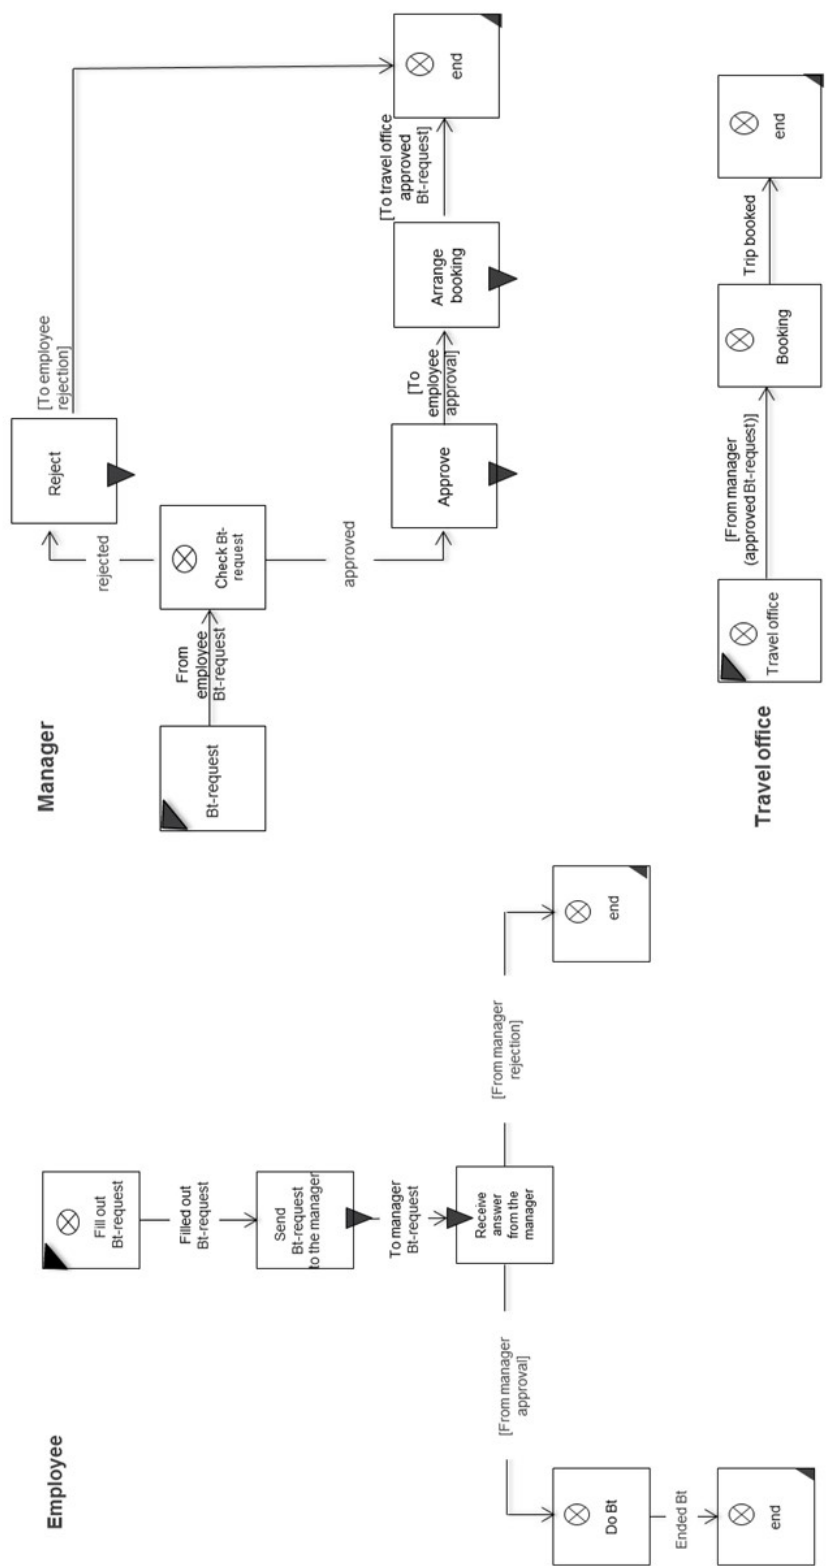 Employee
Fill out
Bt-request
Filled out
Bt-request
Send
Bt-request
to the manager
To manager
Bt-request
Receive
answer
from the
manager
[From manager
approval]
Do Bt
Ended Bt
end
[From manager
rejection]
end
Manager
Bt-request
From
employee
Bt-request
Check Bt-
request
rejected
Reject
[To employee
rejection]
approved
Approve
[To
employee
approval]
Arrange
booking
[To travel office
approved
Bt-request]
end
Travel office
Travel office
[From manager
(approved Bt-request)]
Booking
Trip booked
end